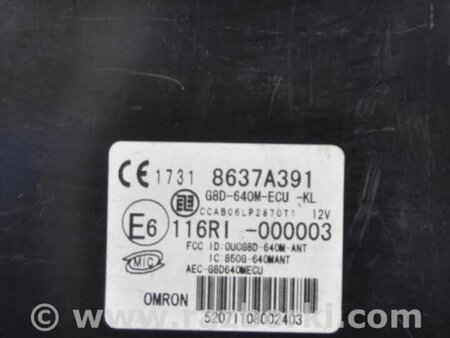 CE 1731 8637A391
G8D-640M-ECU -KL
CCAB06LP2870T1 12V
E6 116RI -000003
FCC ID:OUCG8D-640M-ANT
IC:850G-640MANT
MIC AEC-G8D640MECU
OMRON